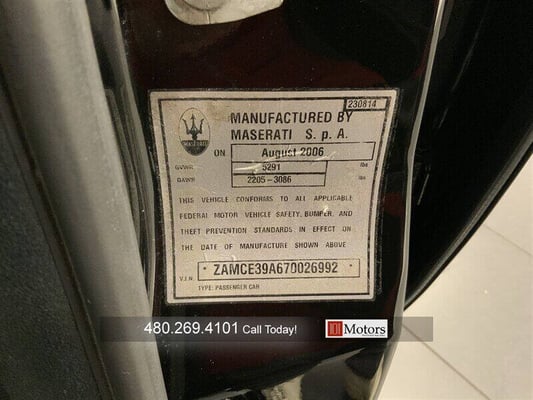 230814
MASERATI
MANUFACTURED BY
MASERATI S. p. A.
ON August 2006
GVWR 5291 lbs
GAWR 2205-3086 lbs
THIS VEHICLE CONFORMS TO ALL APPLICABLE
FEDERAL MOTOR VEHICLE SAFETY, BUMPER, AND
THEFT PREVENTION STANDARDS IN EFFECT ON
THE DATE OF MANUFACTURE SHOWN ABOVE
V.I.N. ZAMCE39A670026992
TYPE: PASSENGER CAR
480.269.4101 Call Today! 101 Motors